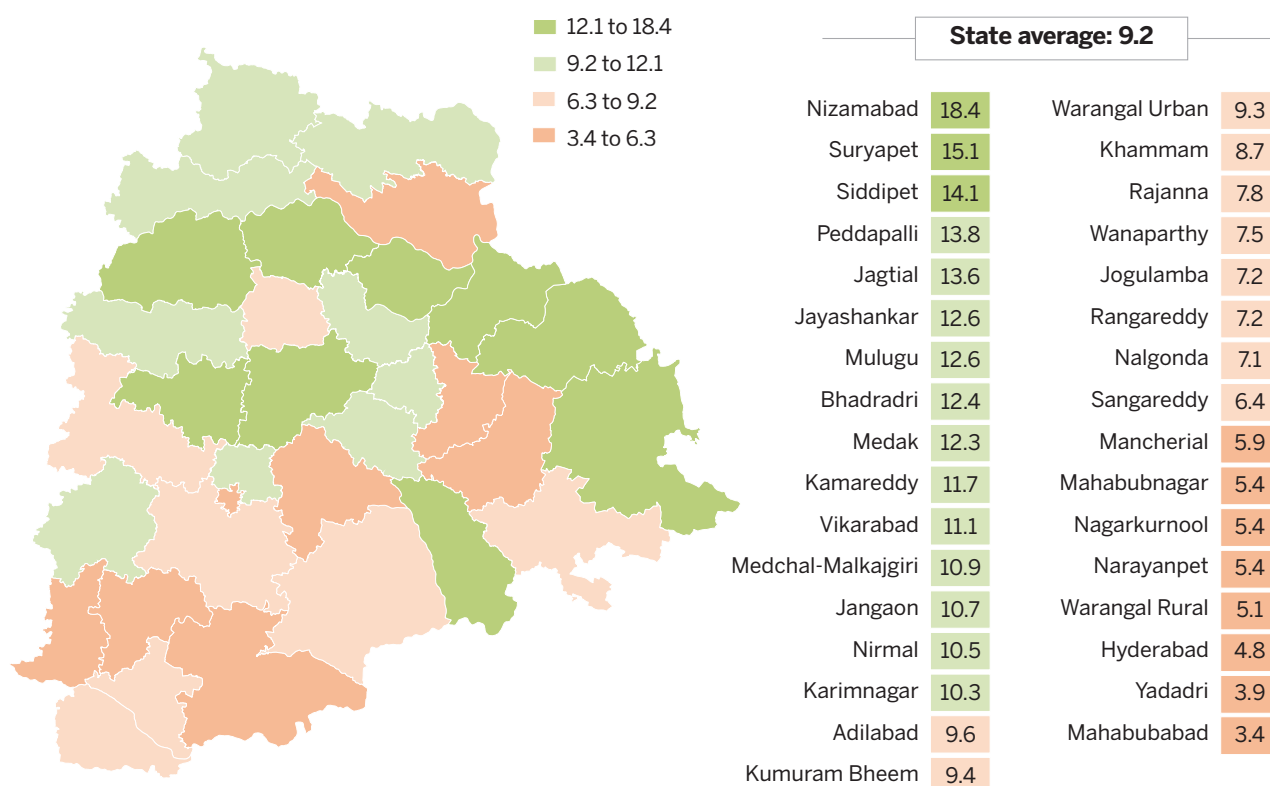 12.1 to 18.4
9.2 to 12.1
6.3 to 9.2
3.4 to 6.3
State average: 9.2
Nizamabad 18.4
Suryapet 15.1
Siddipet 14.1
Peddapalli 13.8
Jagtial 13.6
Jayashankar 12.6
Mulugu 12.6
Bhadradri 12.4
Medak 12.3
Kamareddy 11.7
Vikarabad 11.1
Medchal-Malkajgiri 10.9
Jangaon 10.7
Nirmal 10.5
Karimnagar 10.3
Adilabad 9.6
Kumuram Bheem 9.4
Warangal Urban 9.3
Khammam 8.7
Rajanna 7.8
Wanaparthy 7.5
Jogulamba 7.2
Rangareddy 7.2
Nalgonda 7.1
Sangareddy 6.4
Mancherial 5.9
Mahabubnagar 5.4
Nagarkurnool 5.4
Narayanpet 5.4
Warangal Rural 5.1
Hyderabad 4.8
Yadadri 3.9
Mahabubabad 3.4